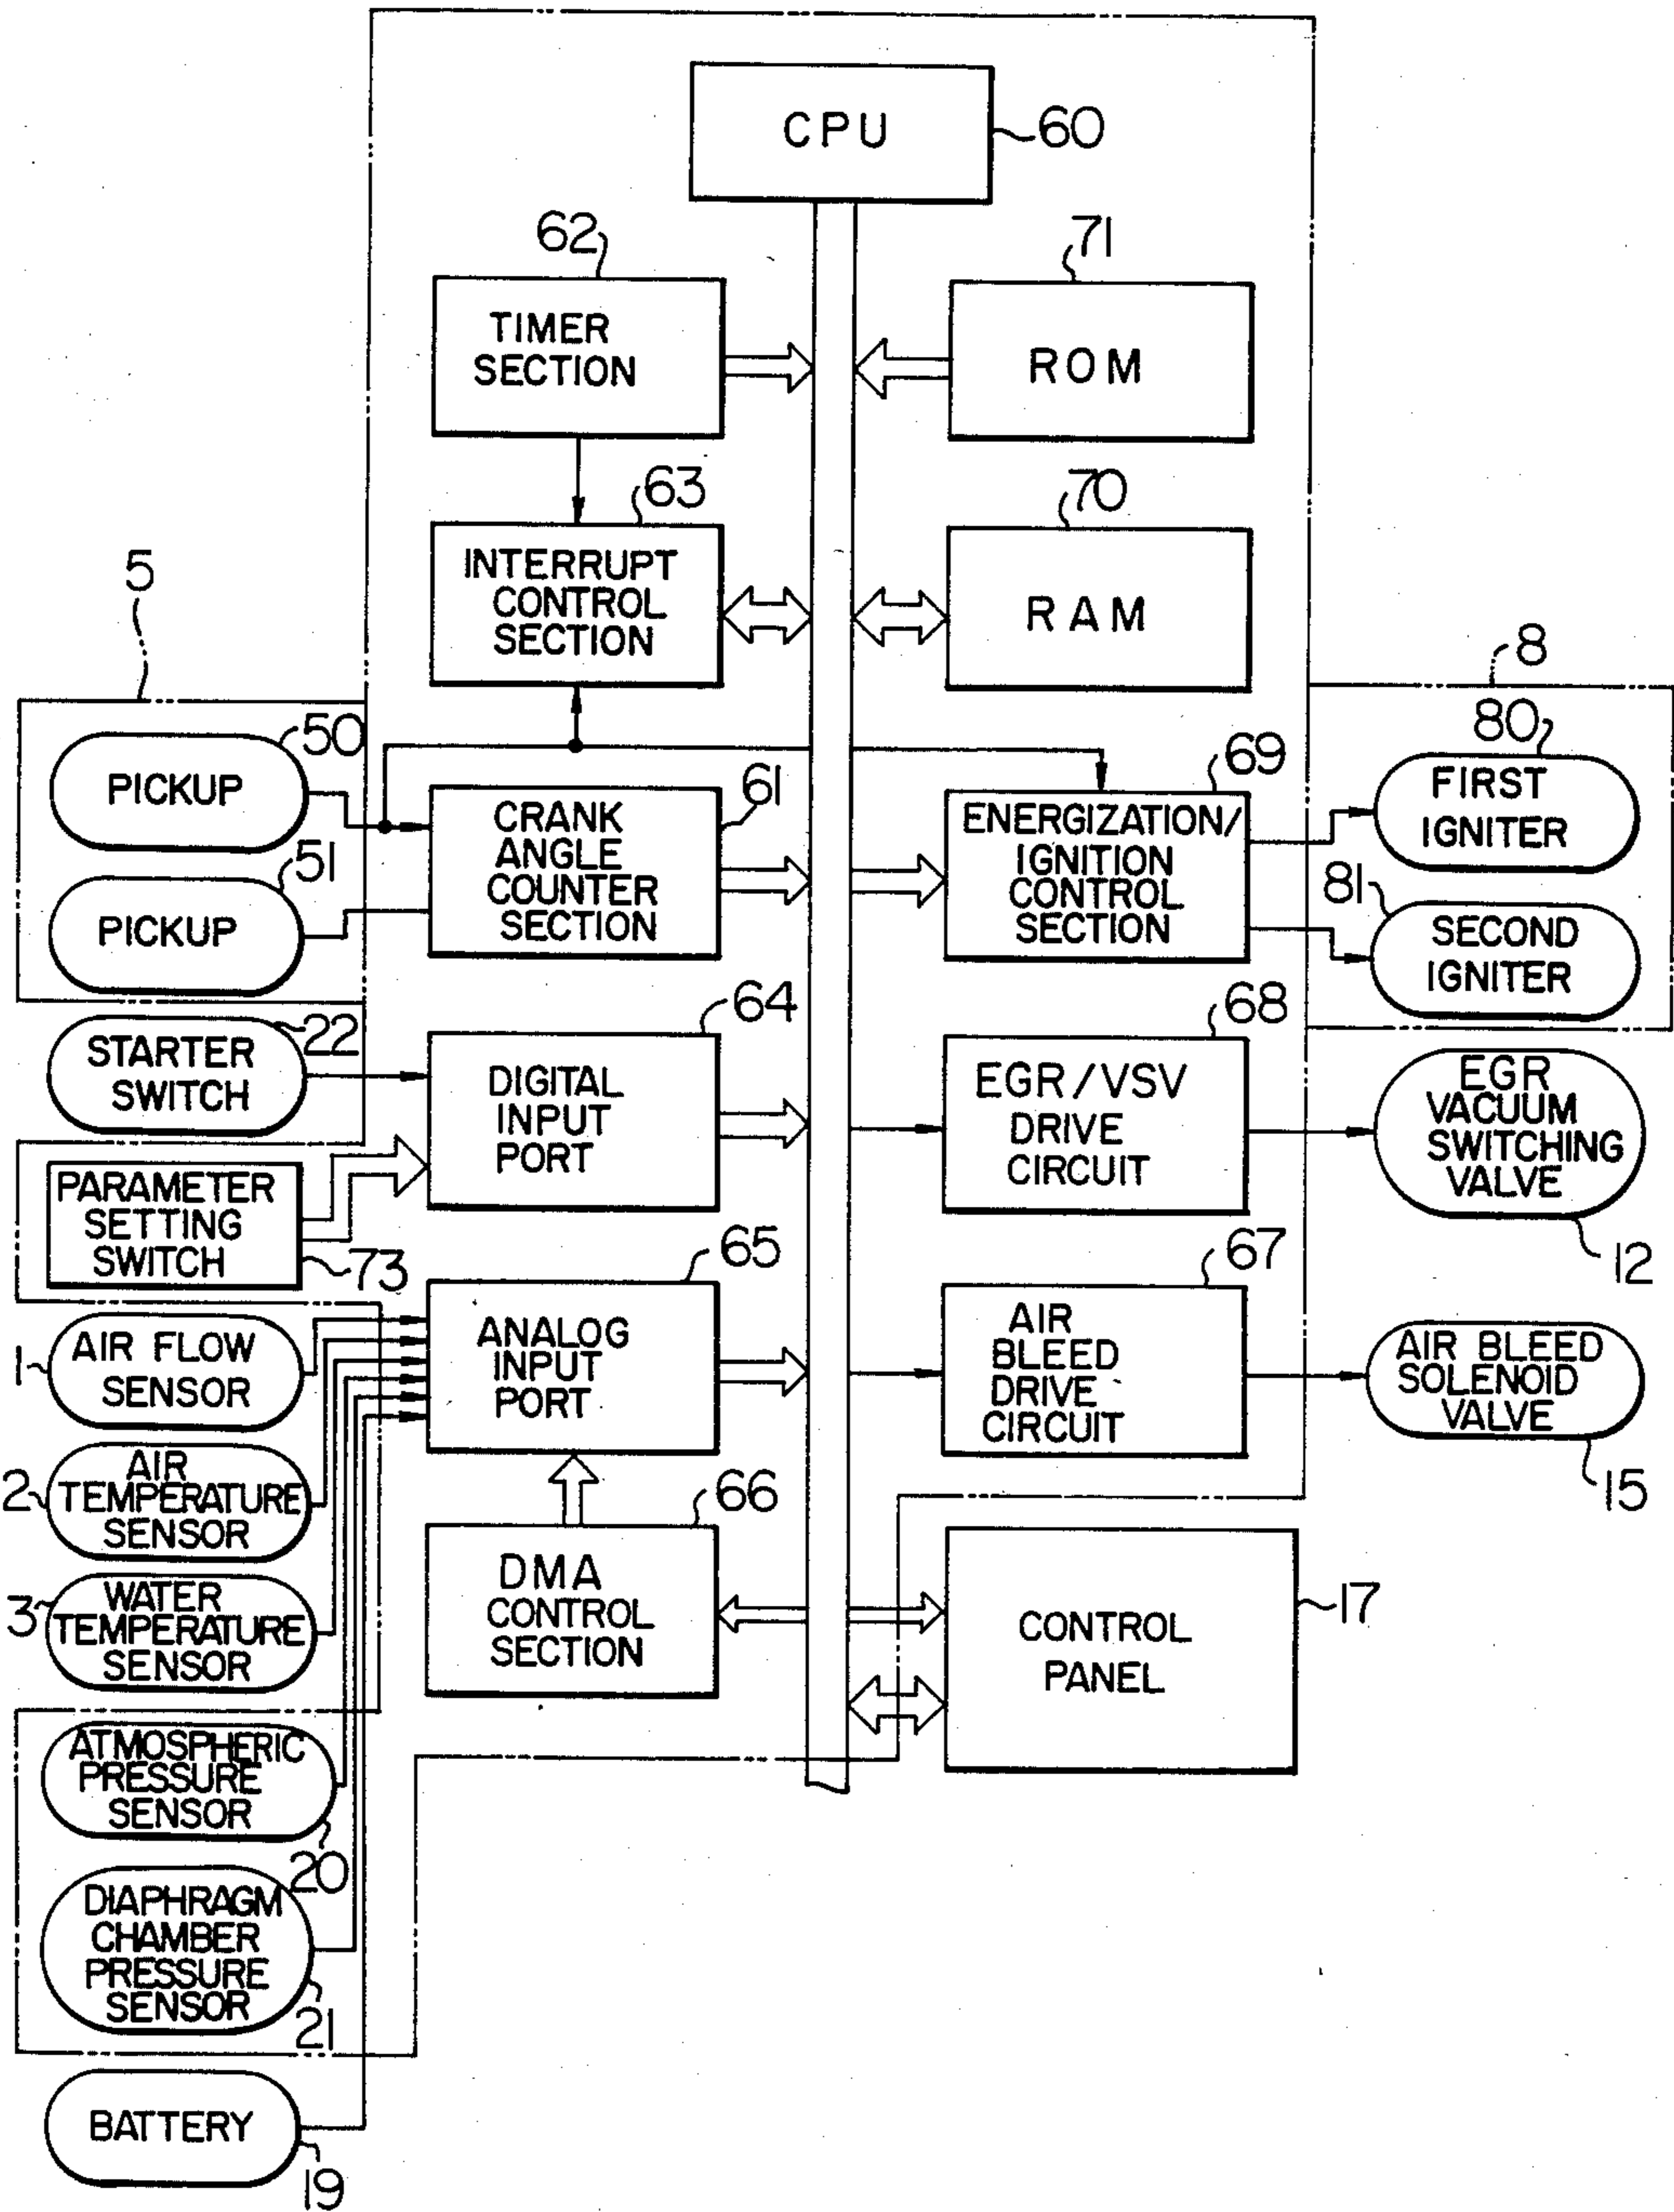 CPU
60
62
TIMER
SECTION
71
ROM
63
INTERRUPT
CONTROL
SECTION
70
RAM
5
50
PICKUP
51
PICKUP
61
CRANK
ANGLE
COUNTER
SECTION
69
ENERGIZATION/
IGNITION
CONTROL
SECTION
8
80
FIRST
IGNITER
81
SECOND
IGNITER
22
STARTER
SWITCH
64
DIGITAL
INPUT
PORT
68
EGR/VSV
DRIVE
CIRCUIT
EGR
VACUUM
SWITCHING
VALVE
12
PARAMETER
SETTING
SWITCH
73
65
ANALOG
INPUT
PORT
67
AIR
BLEED
DRIVE
CIRCUIT
AIR BLEED
SOLENOID
VALVE
15
1
AIR FLOW
SENSOR
2
AIR
TEMPERATURE
SENSOR
3
WATER
TEMPERATURE
SENSOR
66
DMA
CONTROL
SECTION
17
CONTROL
PANEL
ATMOSPHERIC
PRESSURE
SENSOR
20
DIAPHRAGM
CHAMBER
PRESSURE
SENSOR
21
BATTERY
19